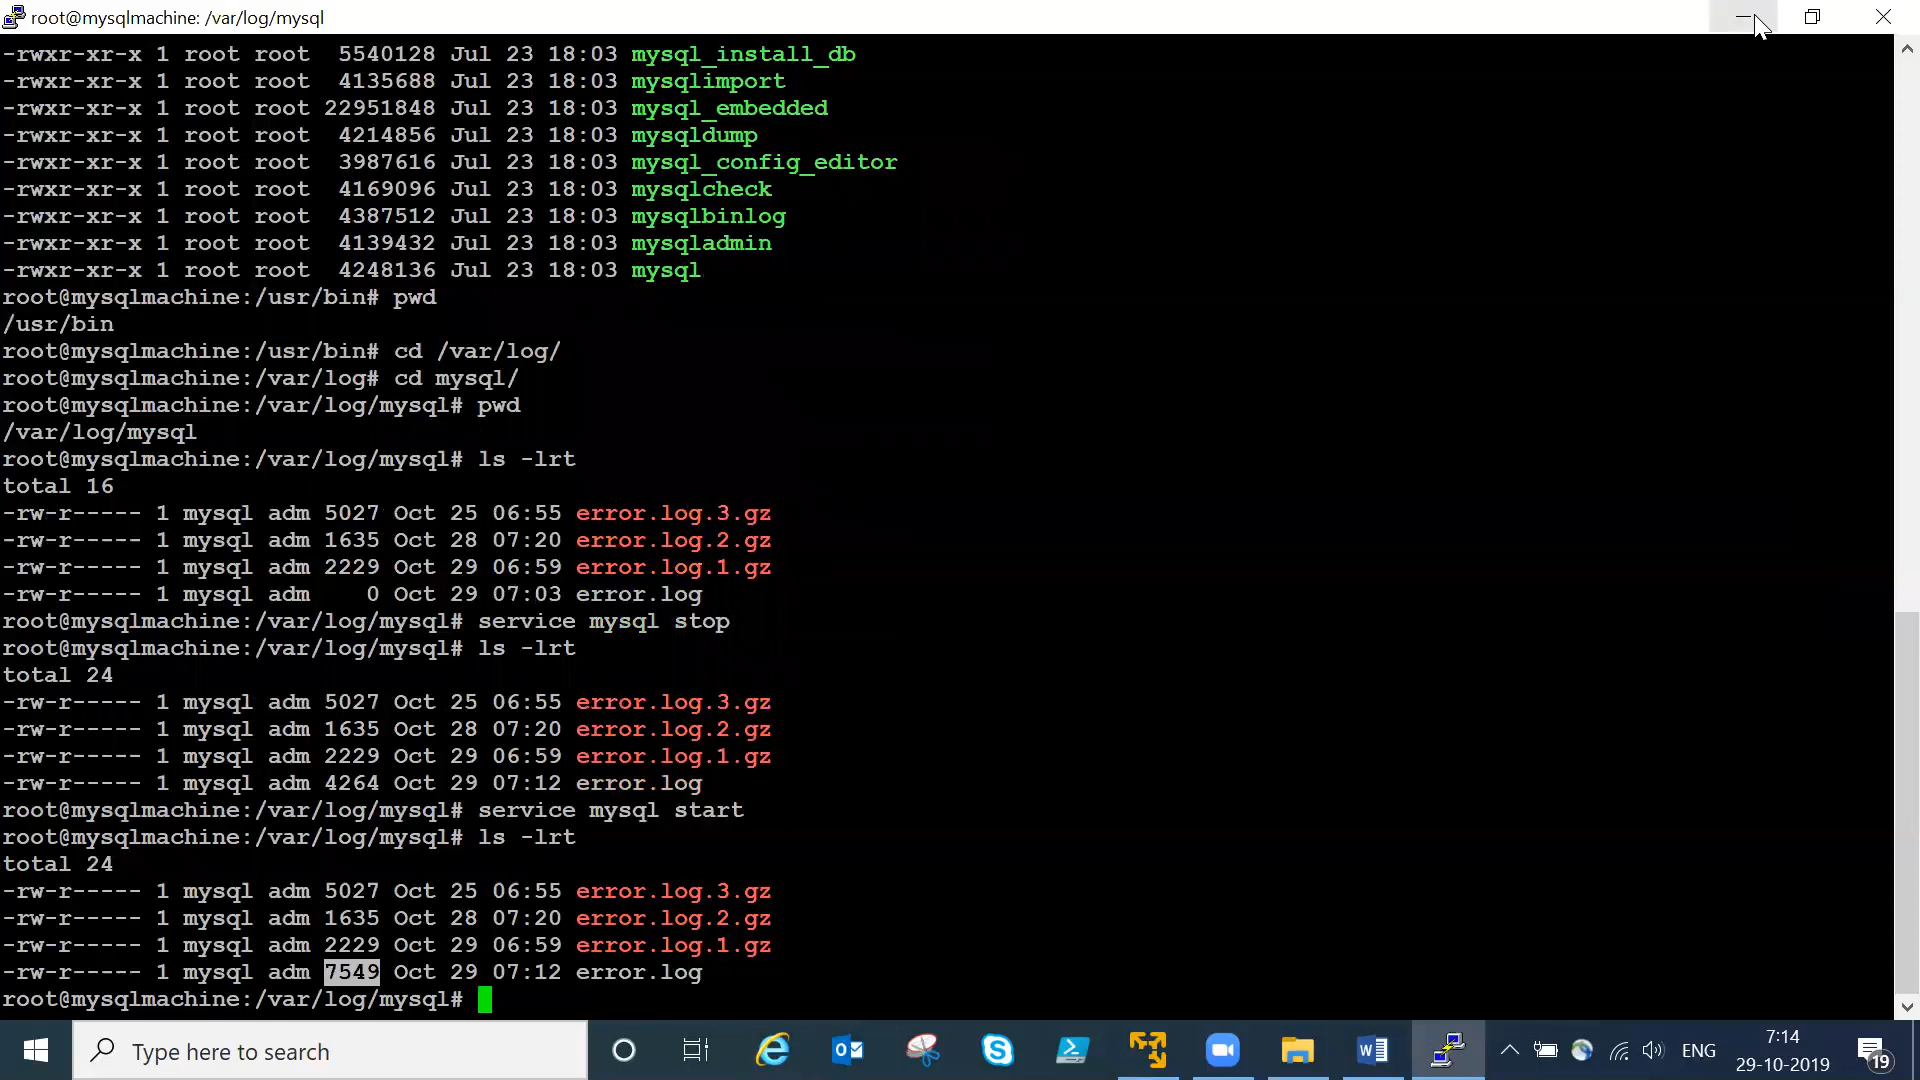 root@mysqlmachine: /var/log/mysql
-rwxr-xr-x 1 root root  5540128 Jul 23 18:03 mysql_install_db
-rwxr-xr-x 1 root root  4135688 Jul 23 18:03 mysqlimport
-rwxr-xr-x 1 root root 22951848 Jul 23 18:03 mysql_embedded
-rwxr-xr-x 1 root root  4214856 Jul 23 18:03 mysqldump
-rwxr-xr-x 1 root root  3987616 Jul 23 18:03 mysql_config_editor
-rwxr-xr-x 1 root root  4169096 Jul 23 18:03 mysqlcheck
-rwxr-xr-x 1 root root  4387512 Jul 23 18:03 mysqlbinlog
-rwxr-xr-x 1 root root  4139432 Jul 23 18:03 mysqladmin
-rwxr-xr-x 1 root root  4248136 Jul 23 18:03 mysql
root@mysqlmachine:/usr/bin# pwd
/usr/bin
root@mysqlmachine:/usr/bin# cd /var/log/
root@mysqlmachine:/var/log# cd mysql/
root@mysqlmachine:/var/log/mysql# pwd
/var/log/mysql
root@mysqlmachine:/var/log/mysql# ls -lrt
total 16
-rw-r----- 1 mysql adm 5027 Oct 25 06:55 error.log.3.gz
-rw-r----- 1 mysql adm 1635 Oct 28 07:20 error.log.2.gz
-rw-r----- 1 mysql adm 2229 Oct 29 06:59 error.log.1.gz
-rw-r----- 1 mysql adm    0 Oct 29 07:03 error.log
root@mysqlmachine:/var/log/mysql# service mysql stop
root@mysqlmachine:/var/log/mysql# ls -lrt
total 24
-rw-r----- 1 mysql adm 5027 Oct 25 06:55 error.log.3.gz
-rw-r----- 1 mysql adm 1635 Oct 28 07:20 error.log.2.gz
-rw-r----- 1 mysql adm 2229 Oct 29 06:59 error.log.1.gz
-rw-r----- 1 mysql adm 4264 Oct 29 07:12 error.log
root@mysqlmachine:/var/log/mysql# service mysql start
root@mysqlmachine:/var/log/mysql# ls -lrt
total 24
-rw-r----- 1 mysql adm 5027 Oct 25 06:55 error.log.3.gz
-rw-r----- 1 mysql adm 1635 Oct 28 07:20 error.log.2.gz
-rw-r----- 1 mysql adm 2229 Oct 29 06:59 error.log.1.gz
-rw-r----- 1 mysql adm 7549 Oct 29 07:12 error.log
root@mysqlmachine:/var/log/mysql#
Type here to search
ENG
7:14
29-10-2019
19